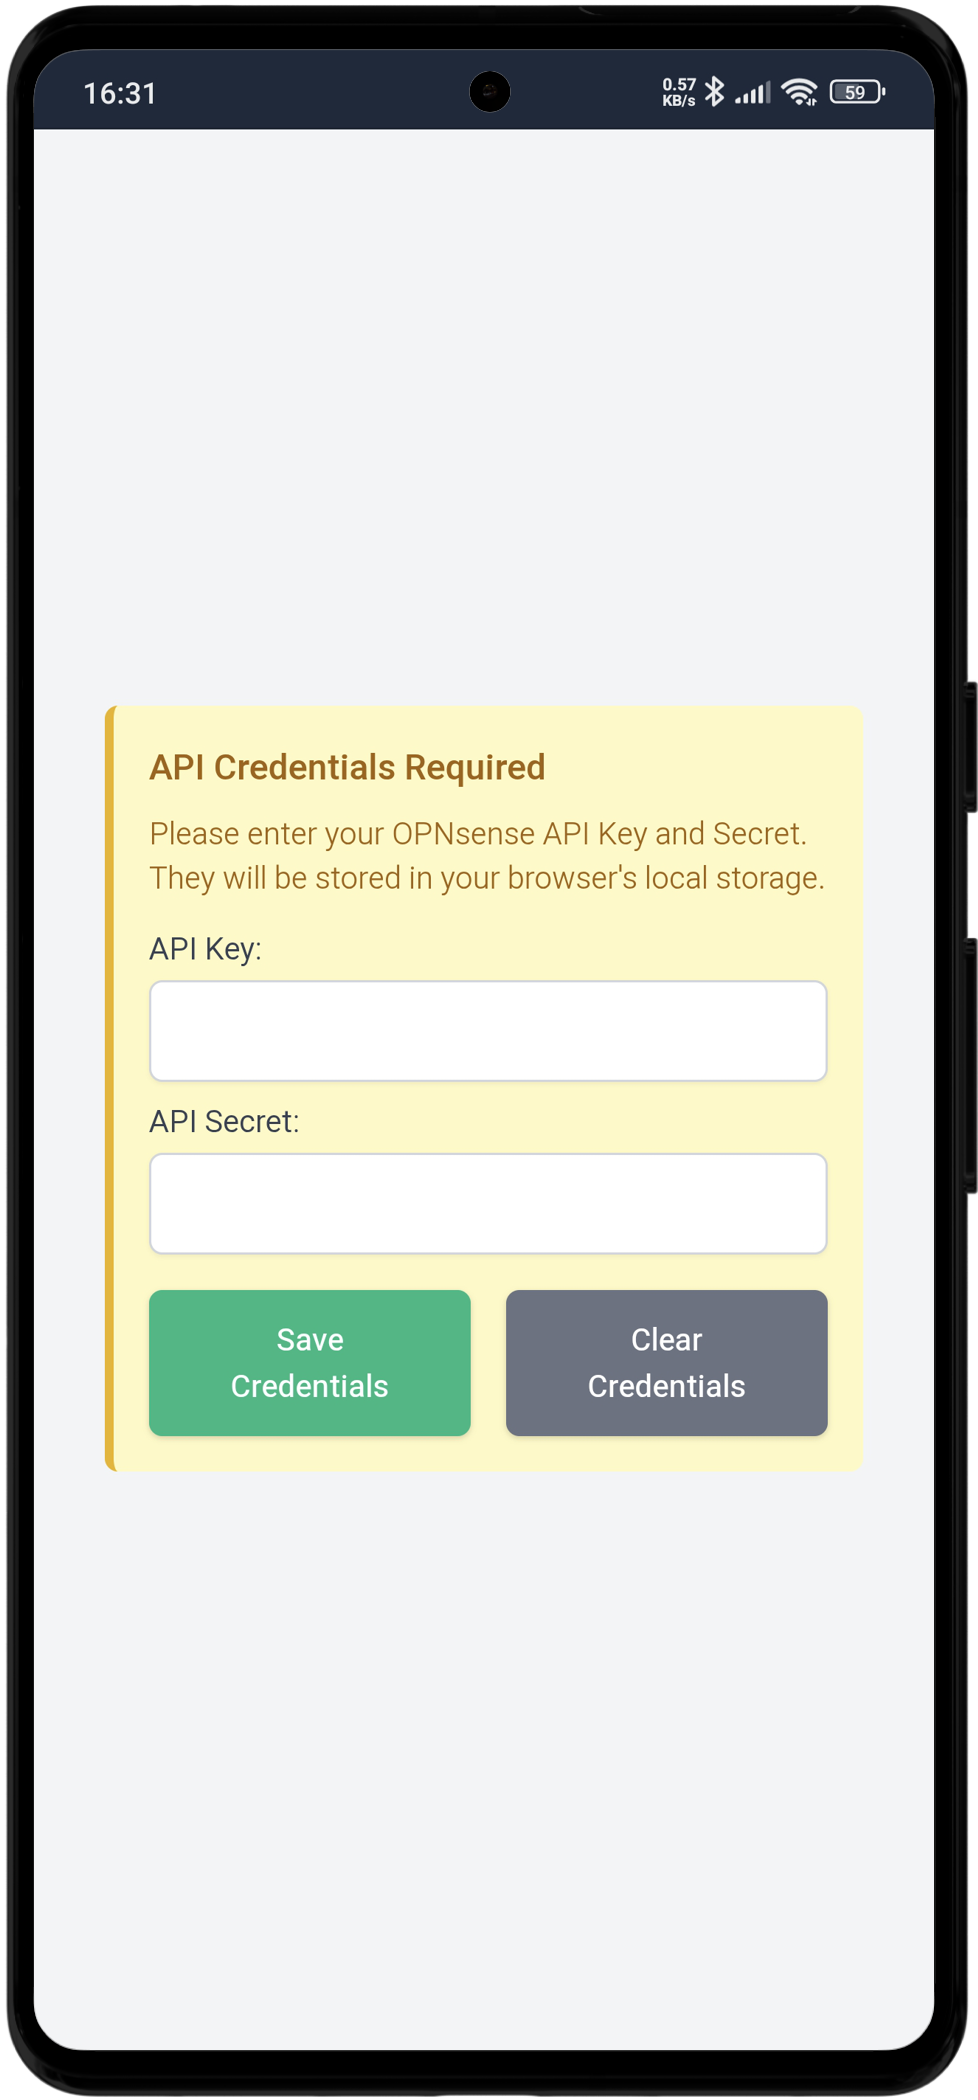 16:31
0.57
KB/s
59
API Credentials Required
Please enter your OPNsense API Key and Secret.
They will be stored in your browser's local storage.
API Key:
API Secret:
Save
Credentials
Clear
Credentials